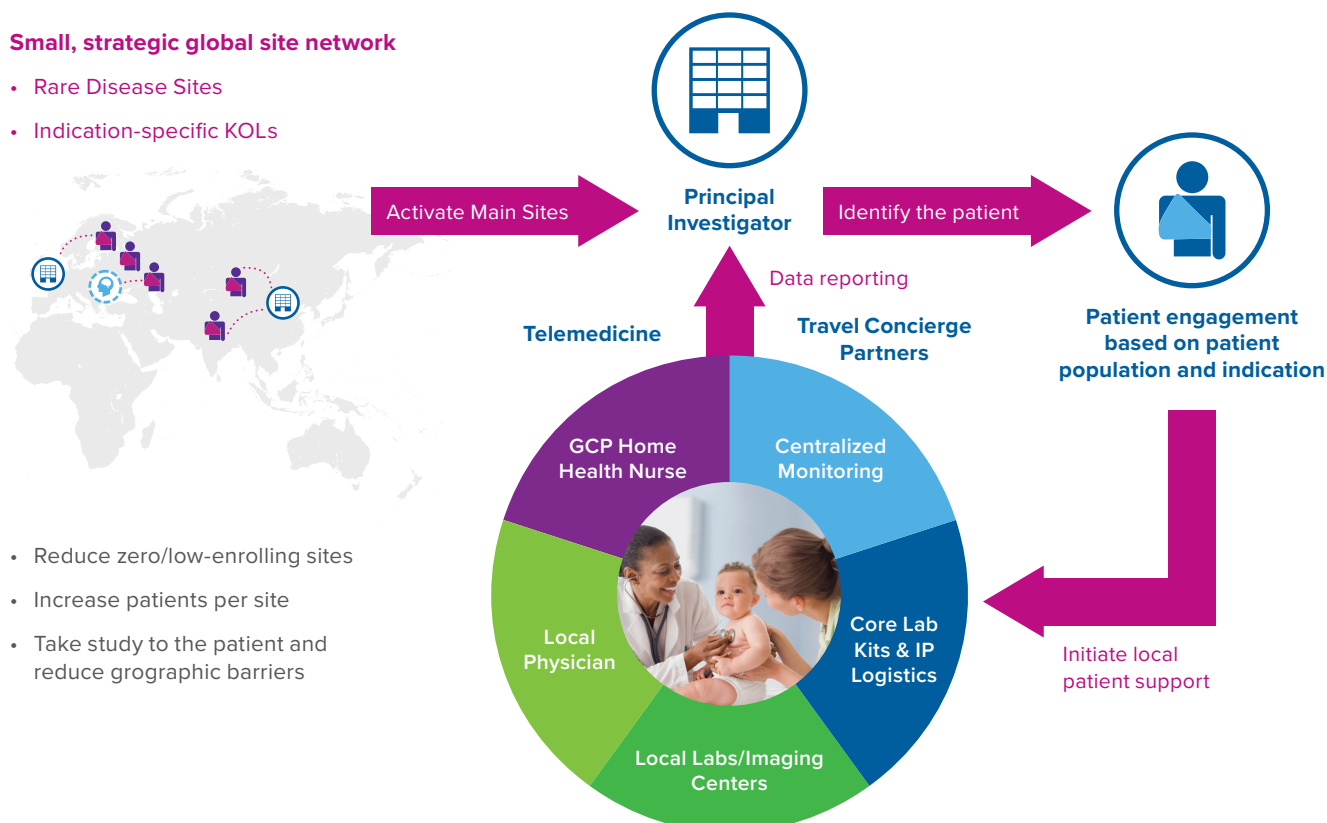 Small, strategic global site network
• Rare Disease Sites
• Indication-specific KOLs
Activate Main Sites
Principal
Investigator
Identify the patient
Patient engagement
based on patient
population and indication
Data reporting
Telemedicine
Travel Concierge
Partners
GCP Home
Health Nurse
Centralized
Monitoring
Core Lab
Kits & IP
Logistics
Local Labs/Imaging
Centers
Local
Physician
Initiate local
patient support
• Reduce zero/low-enrolling sites
• Increase patients per site
• Take study to the patient and
reduce grographic barriers